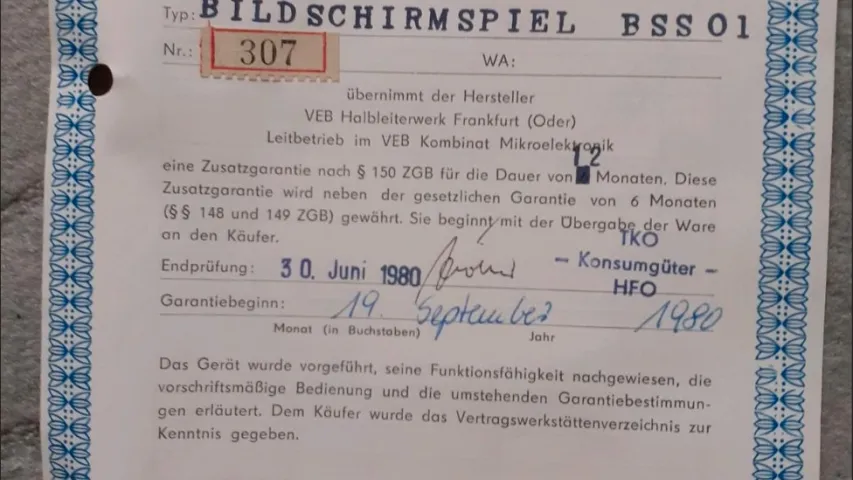 Typ: BILDSCHIRMSPIEL BSS 01
Nr.: 307 WA:
übernimmt der Hersteller
VEB Halbleiterwerk Frankfurt (Oder)
Leitbetrieb im VEB Kombinat Mikroelektronik
eine Zusatzgarantie nach § 150 ZGB für die Dauer von 12 Monaten. Diese
Zusatzgarantie wird neben der gesetzlichen Garantie von 6 Monaten
(§§ 148 und 149 ZGB) gewährt. Sie beginnt mit der Übergabe der Ware
an den Käufer.
TKO
Endprüfung: 30. Juni 1980
– Konsumgüter –
HFO
Garantiebeginn: 19. September 1980
Monat (in Buchstaben) Jahr
Das Gerät wurde vorgeführt, seine Funktionsfähigkeit nachgewiesen, die
vorschriftsmäßige Bedienung und die umstehenden Garantiebestimmun-
gen erläutert. Dem Käufer wurde das Vertragswerkstättenverzeichnis zur
Kenntnis gegeben.